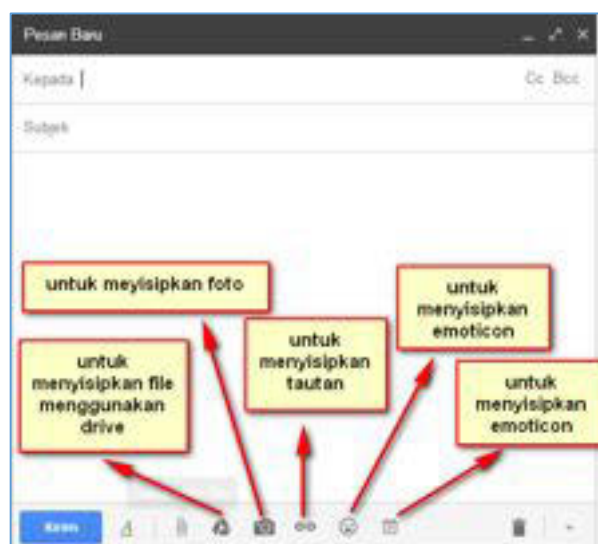 Pesan Baru
Kepada
Cc Bcc
Subjek
untuk meyisipkan foto
untuk
menyisipkan
emoticon
untuk
menyisipkan
tautan
untuk
menyisipkan file
menggunakan
drive
untuk
menyisipkan
emoticon
Kirim